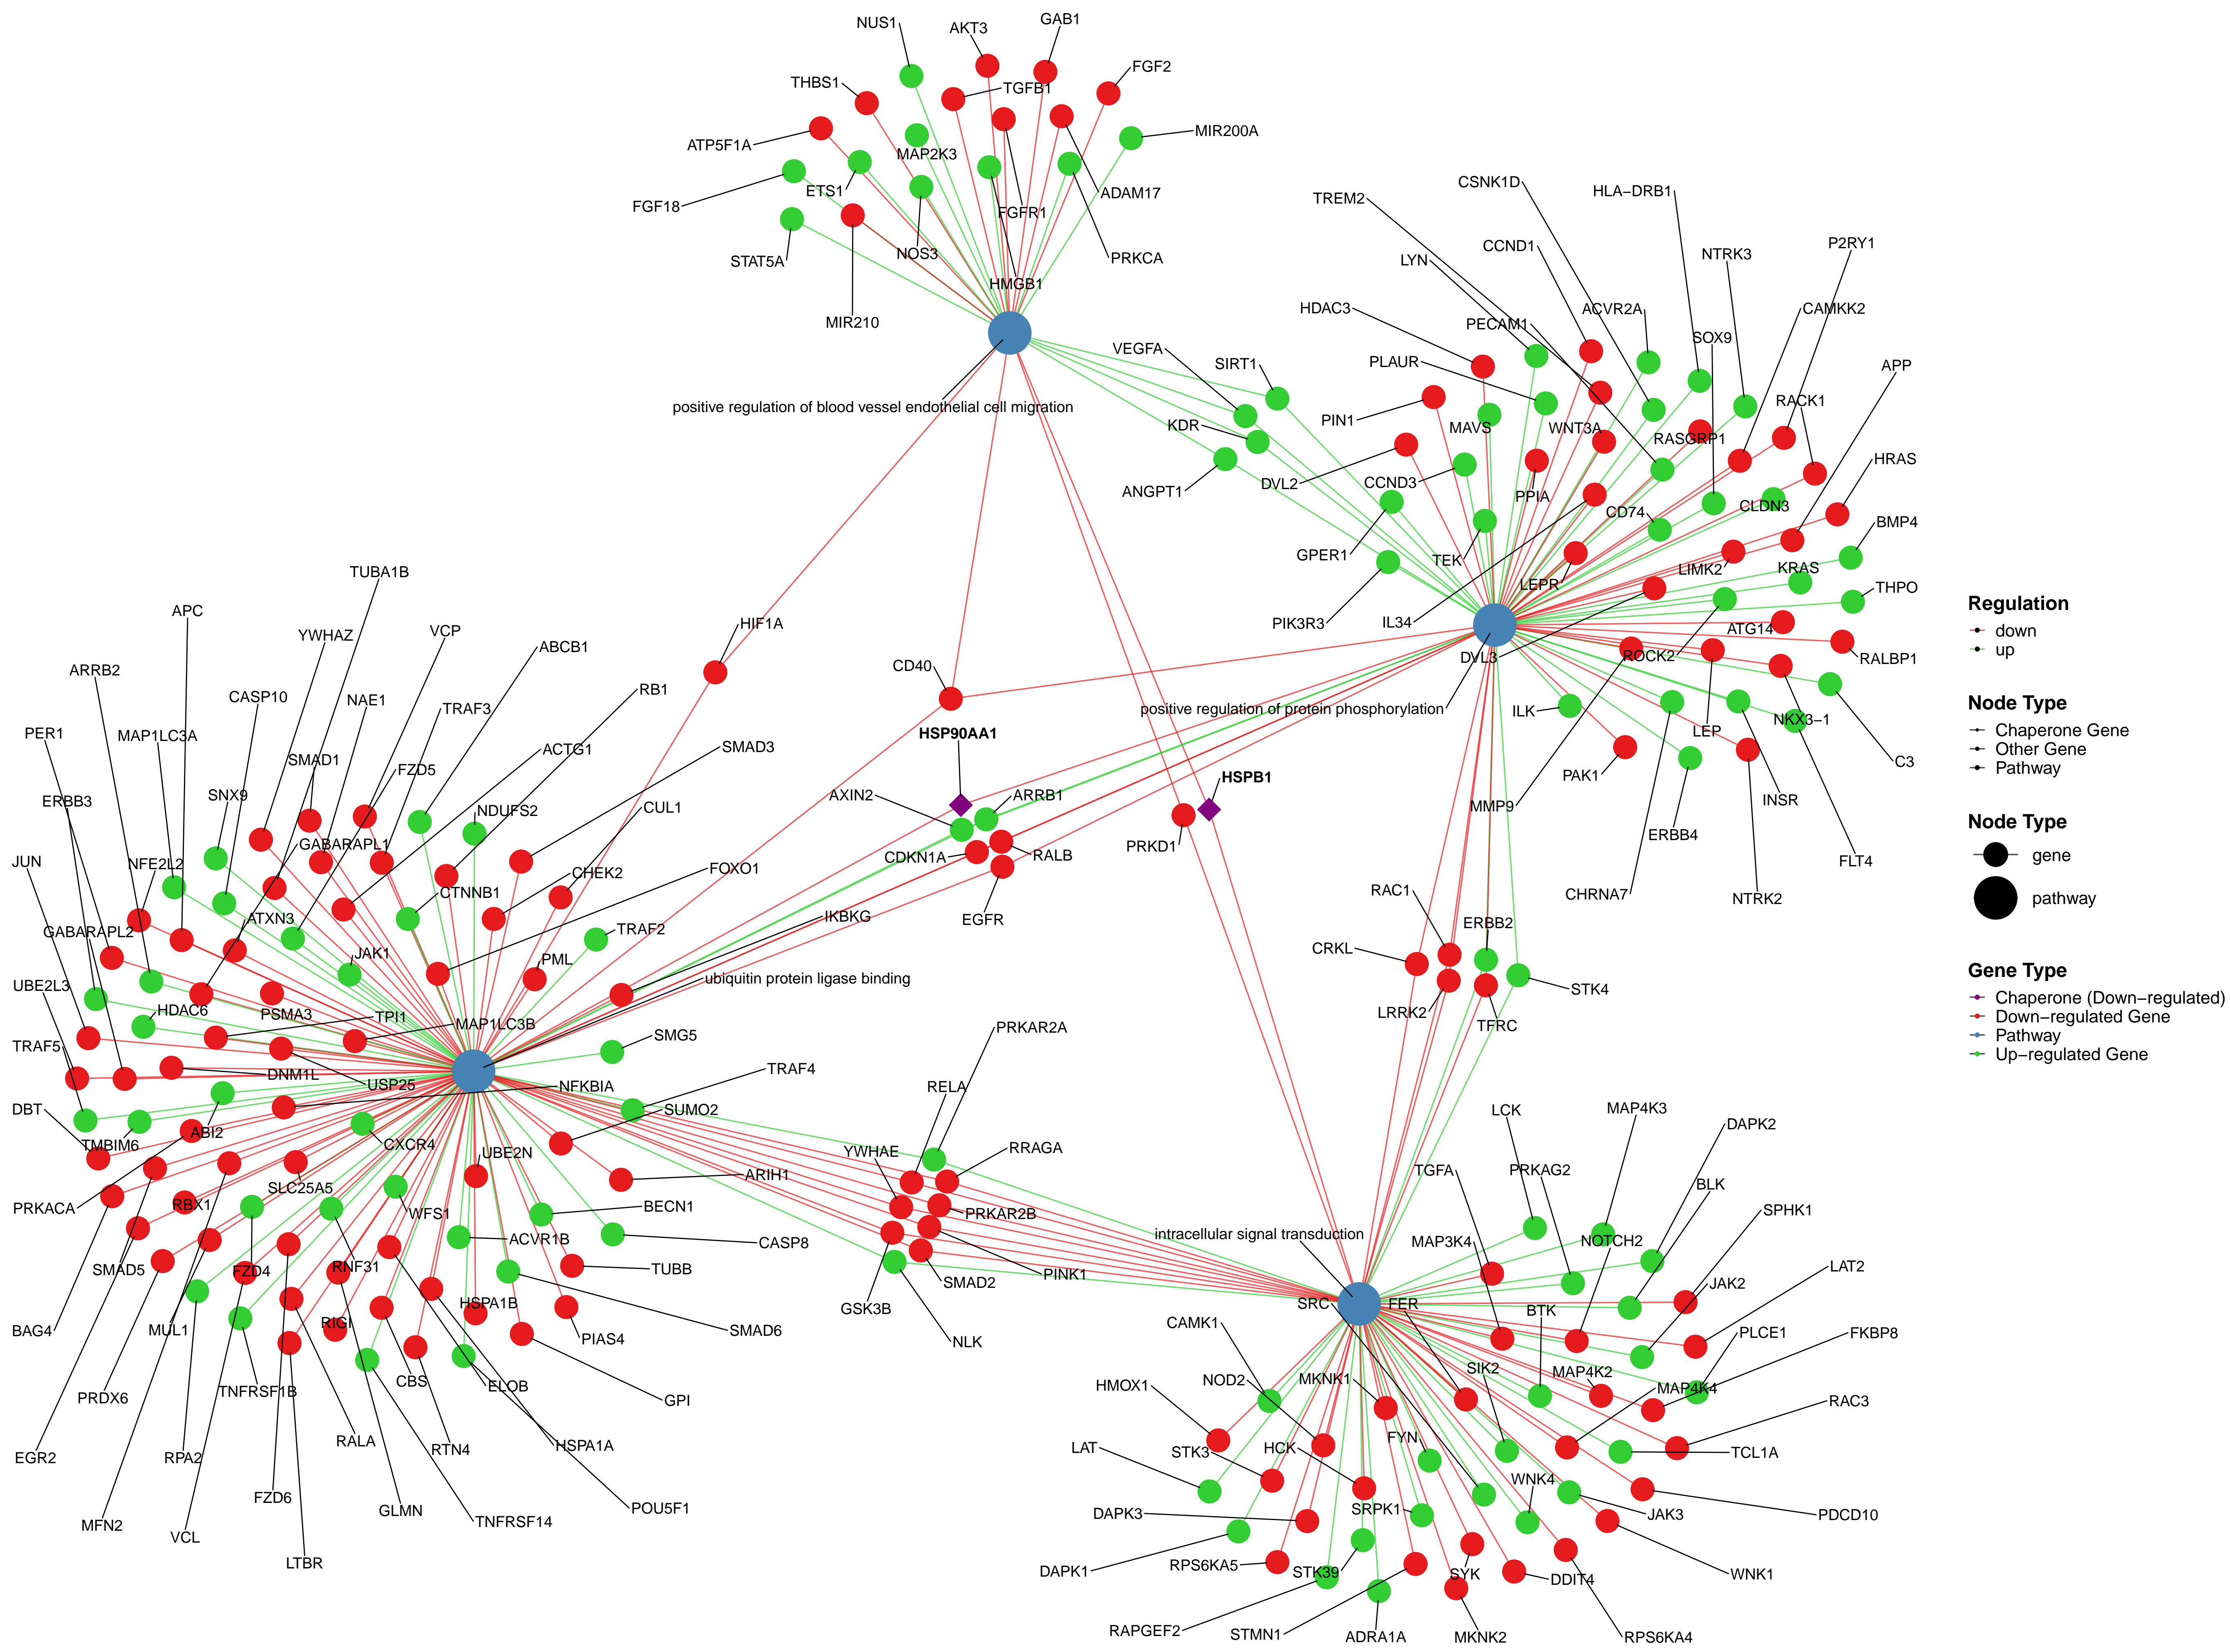 NUS1
AKT3
GAB1
FGF2
THBS1
TGFB1
MIR200A
ATP5F1A
MAP2K3
ETS1
ADAM17
FGF18
FGFR1
NOS3
PRKCA
STAT5A
HMGB1
MIR210
positive regulation of blood vessel endothelial cell migration
CSNK1D
HLA−DRB1
TREM2
CCND1
P2RY1
LYN
NTRK3
HDAC3
ACVR2A
CAMKK2
PECAM1
SOX9
VEGFA
SIRT1
PLAUR
APP
RACK1
KDR
PIN1
MAVS
WNT3A
RASGRP1
HRAS
ANGPT1
DVL2
CCND3
PPIA
CD74
CLDN3
BMP4
GPER1
TEK
LEPR
LIMK2
KRAS
THPO
PIK3R3
IL34
ATG14
DVL3
ROCK2
RALBP1
positive regulation of protein phosphorylation
ILK
LEP
NKX3−1
C3
PAK1
MMP9
INSR
ERBB4
FLT4
CHRNA7
NTRK2
HIF1A
CD40
HSP90AA1
HSPB1
AXIN2
ARRB1
CDKN1A
RALB
PRKD1
EGFR
RAC1
ERBB2
CRKL
STK4
LRRK2
TFRC
TUBA1B
APC
YWHAZ
VCP
ABCB1
ARRB2
CASP10
NAE1
RB1
TRAF3
PER1
MAP1LC3A
SMAD1
ACTG1
SMAD3
FZD5
SNX9
ERBB3
NDUFS2
CUL1
GABARAPL1
JUN
NFE2L2
CHEK2
FOXO1
CTNNB1
ATXN3
IKBKG
GABARAPL2
TRAF2
JAK1
PML
UBE2L3
ubiquitin protein ligase binding
HDAC6
PSMA3
TPI1
MAP1LC3B
SMG5
PRKAR2A
TRAF5
DNM1L
USP25
NFKBIA
TRAF4
RELA
DBT
TMBIM6
ABI2
CXCR4
SUMO2
UBE2N
YWHAE
RRAGA
PRKACA
RBX1
SLC25A5
WFS1
ARIH1
BECN1
PRKAR2B
ACVR1B
CASP8
SMAD5
FZD4
RNF31
TUBB
SMAD2
PINK1
BAG4
MUL1
RIGI
HSPA1B
PIAS4
SMAD6
GSK3B
NLK
PRDX6
TNFRSF1B
CBS
ELOB
GPI
EGR2
RPA2
RALA
RTN4
HSPA1A
MFN2
VCL
FZD6
GLMN
TNFRSF14
POU5F1
LTBR
LCK
MAP4K3
DAPK2
TGFA
PRKAG2
BLK
SPHK1
intracellular signal transduction
MAP3K4
NOTCH2
LAT2
JAK2
SRC
FER
BTK
CAMK1
PLCE1
FKBP8
HMOX1
NOD2
MKNK1
SIK2
MAP4K2
MAP4K4
RAC3
LAT
STK3
HCK
FYN
TCL1A
DAPK3
SRPK1
WNK4
JAK3
PDCD10
DAPK1
RPS6KA5
STK39
SYK
DDIT4
WNK1
RAPGEF2
STMN1
ADRA1A
MKNK2
RPS6KA4
Regulation
down
up
Node Type
Chaperone Gene
Other Gene
Pathway
Node Type
gene
pathway
Gene Type
Chaperone (Down−regulated)
Down−regulated Gene
Pathway
Up−regulated Gene